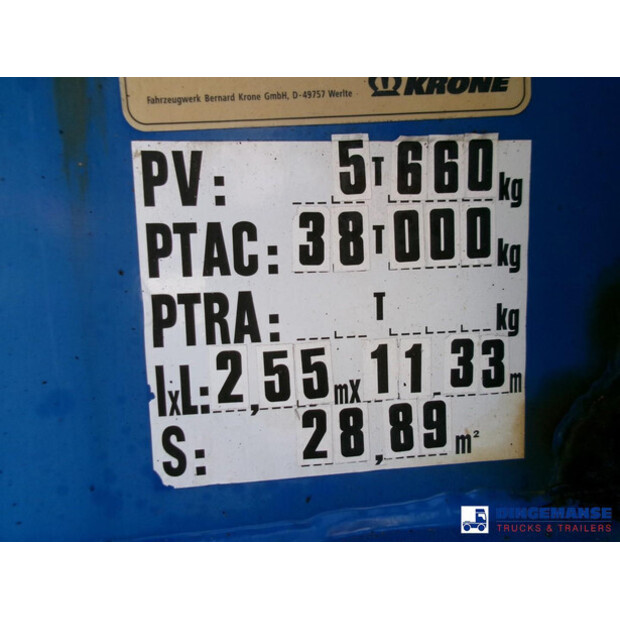 KRONE
Fahrzeugwerk Bernard Krone GmbH, D-49757 Werlte
PV: 5 T 660 kg
PTAC: 38 T 000 kg
PTRA: T kg
lxL: 2,55 mx 11,33 m
S: 28,89 m²
DINGEMANSE
TRUCKS & TRAILERS